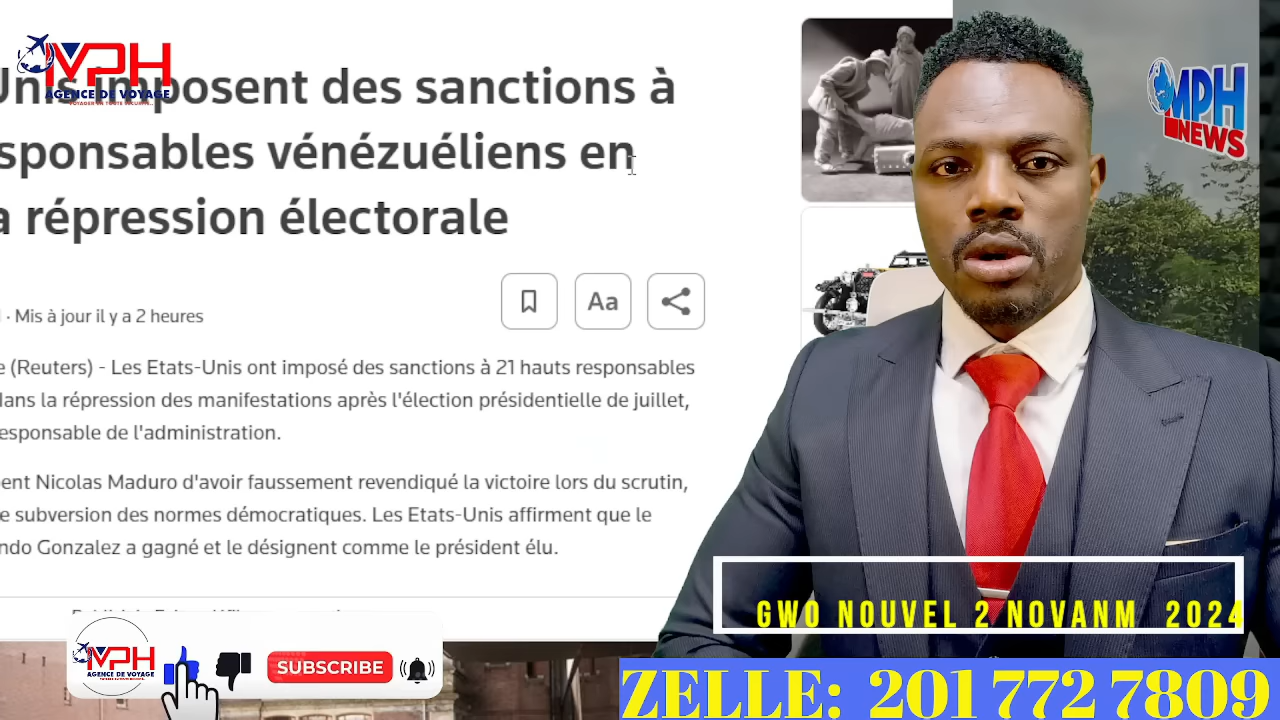 MPH
AGENCE DE VOYAGE
MPH
NEWS
Unis imposent des sanctions à
sponsables vénézuéliens en
a répression électorale
Aa
· Mis à jour il y a 2 heures
e (Reuters) - Les Etats-Unis ont imposé des sanctions à 21 hauts responsables
dans la répression des manifestations après l'élection présidentielle de juillet,
esponsable de l'administration.
ent Nicolas Maduro d'avoir faussement revendiqué la victoire lors du scrutin,
e subversion des normes démocratiques. Les Etats-Unis affirment que le
ndo Gonzalez a gagné et le désignent comme le président élu.
GWO NOUVEL 2 NOVANM 2024
MPH
AGENCE DE VOYAGE
SUBSCRIBE
ZELLE: 201 772 7809